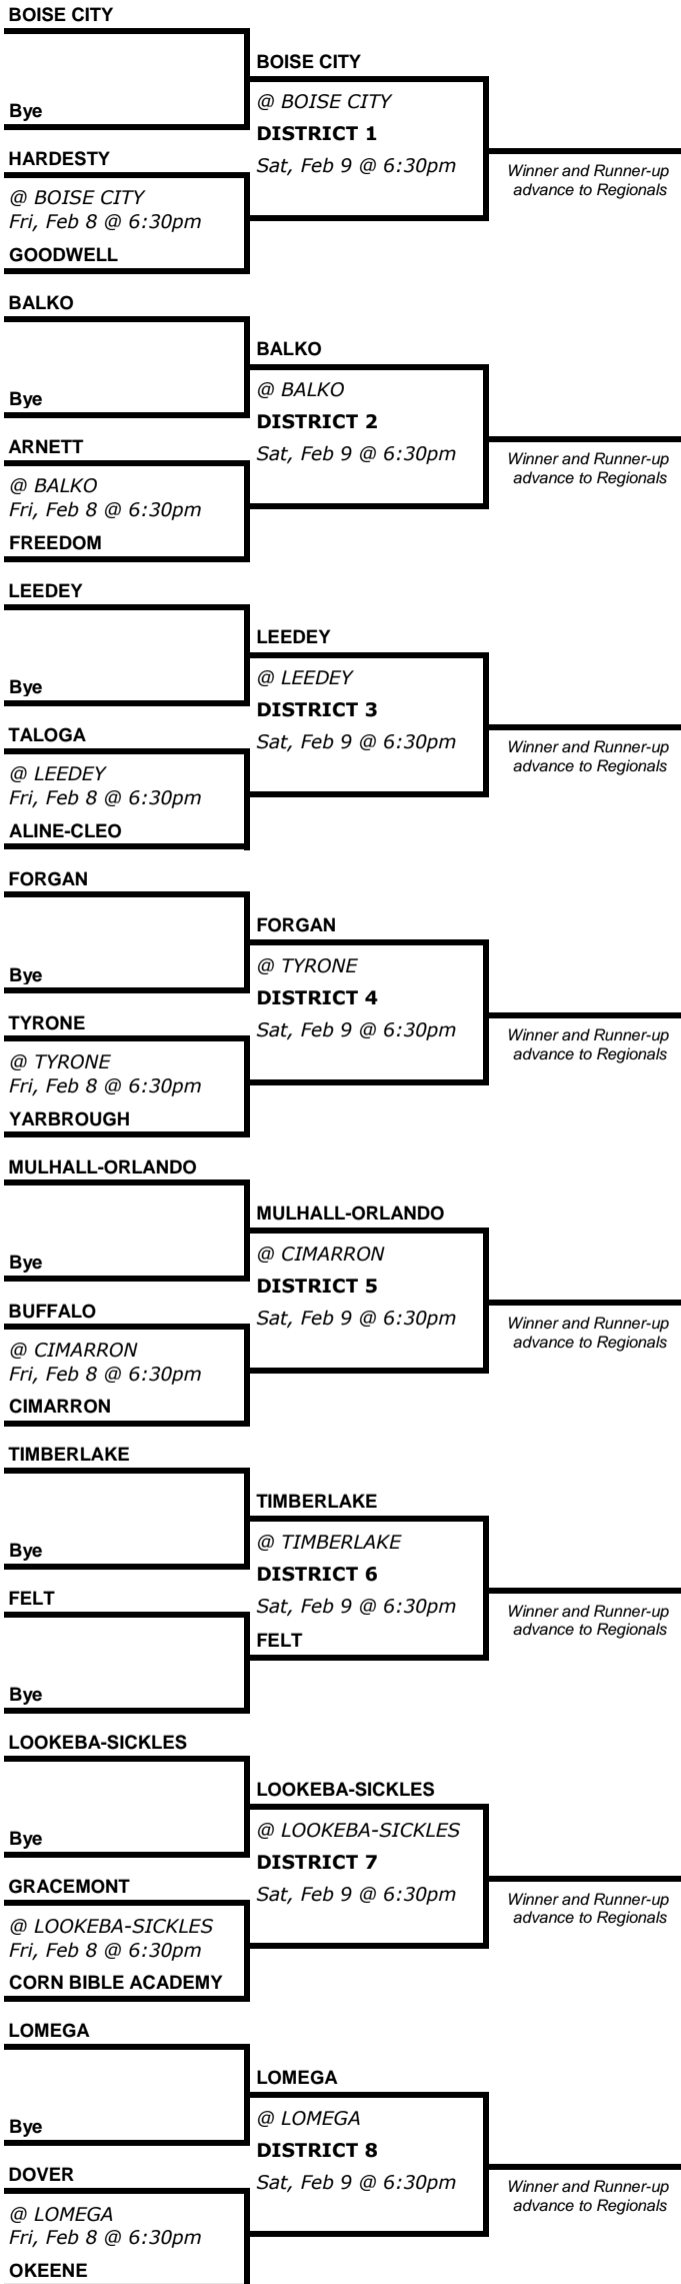 BOISE CITY
BOISE CITY
@ BOISE CITY
Bye
DISTRICT 1
HARDESTY
Sat, Feb 9 @ 6:30pm
Winner and Runner-up
advance to Regionals
@ BOISE CITY
Fri, Feb 8 @ 6:30pm
GOODWELL
BALKO
BALKO
@ BALKO
Bye
DISTRICT 2
ARNETT
Sat, Feb 9 @ 6:30pm
Winner and Runner-up
advance to Regionals
@ BALKO
Fri, Feb 8 @ 6:30pm
FREEDOM
LEEDEY
LEEDEY
@ LEEDEY
Bye
DISTRICT 3
TALOGA
Sat, Feb 9 @ 6:30pm
Winner and Runner-up
advance to Regionals
@ LEEDEY
Fri, Feb 8 @ 6:30pm
ALINE-CLEO
FORGAN
FORGAN
@ TYRONE
Bye
DISTRICT 4
TYRONE
Sat, Feb 9 @ 6:30pm
Winner and Runner-up
advance to Regionals
@ TYRONE
Fri, Feb 8 @ 6:30pm
YARBROUGH
MULHALL-ORLANDO
MULHALL-ORLANDO
@ CIMARRON
Bye
DISTRICT 5
BUFFALO
Sat, Feb 9 @ 6:30pm
Winner and Runner-up
advance to Regionals
@ CIMARRON
Fri, Feb 8 @ 6:30pm
CIMARRON
TIMBERLAKE
TIMBERLAKE
@ TIMBERLAKE
Bye
DISTRICT 6
FELT
Sat, Feb 9 @ 6:30pm
Winner and Runner-up
advance to Regionals
FELT
Bye
LOOKEBA-SICKLES
LOOKEBA-SICKLES
@ LOOKEBA-SICKLES
Bye
DISTRICT 7
GRACEMONT
Sat, Feb 9 @ 6:30pm
Winner and Runner-up
advance to Regionals
@ LOOKEBA-SICKLES
Fri, Feb 8 @ 6:30pm
CORN BIBLE ACADEMY
LOMEGA
LOMEGA
@ LOMEGA
Bye
DISTRICT 8
DOVER
Sat, Feb 9 @ 6:30pm
Winner and Runner-up
advance to Regionals
@ LOMEGA
Fri, Feb 8 @ 6:30pm
OKEENE